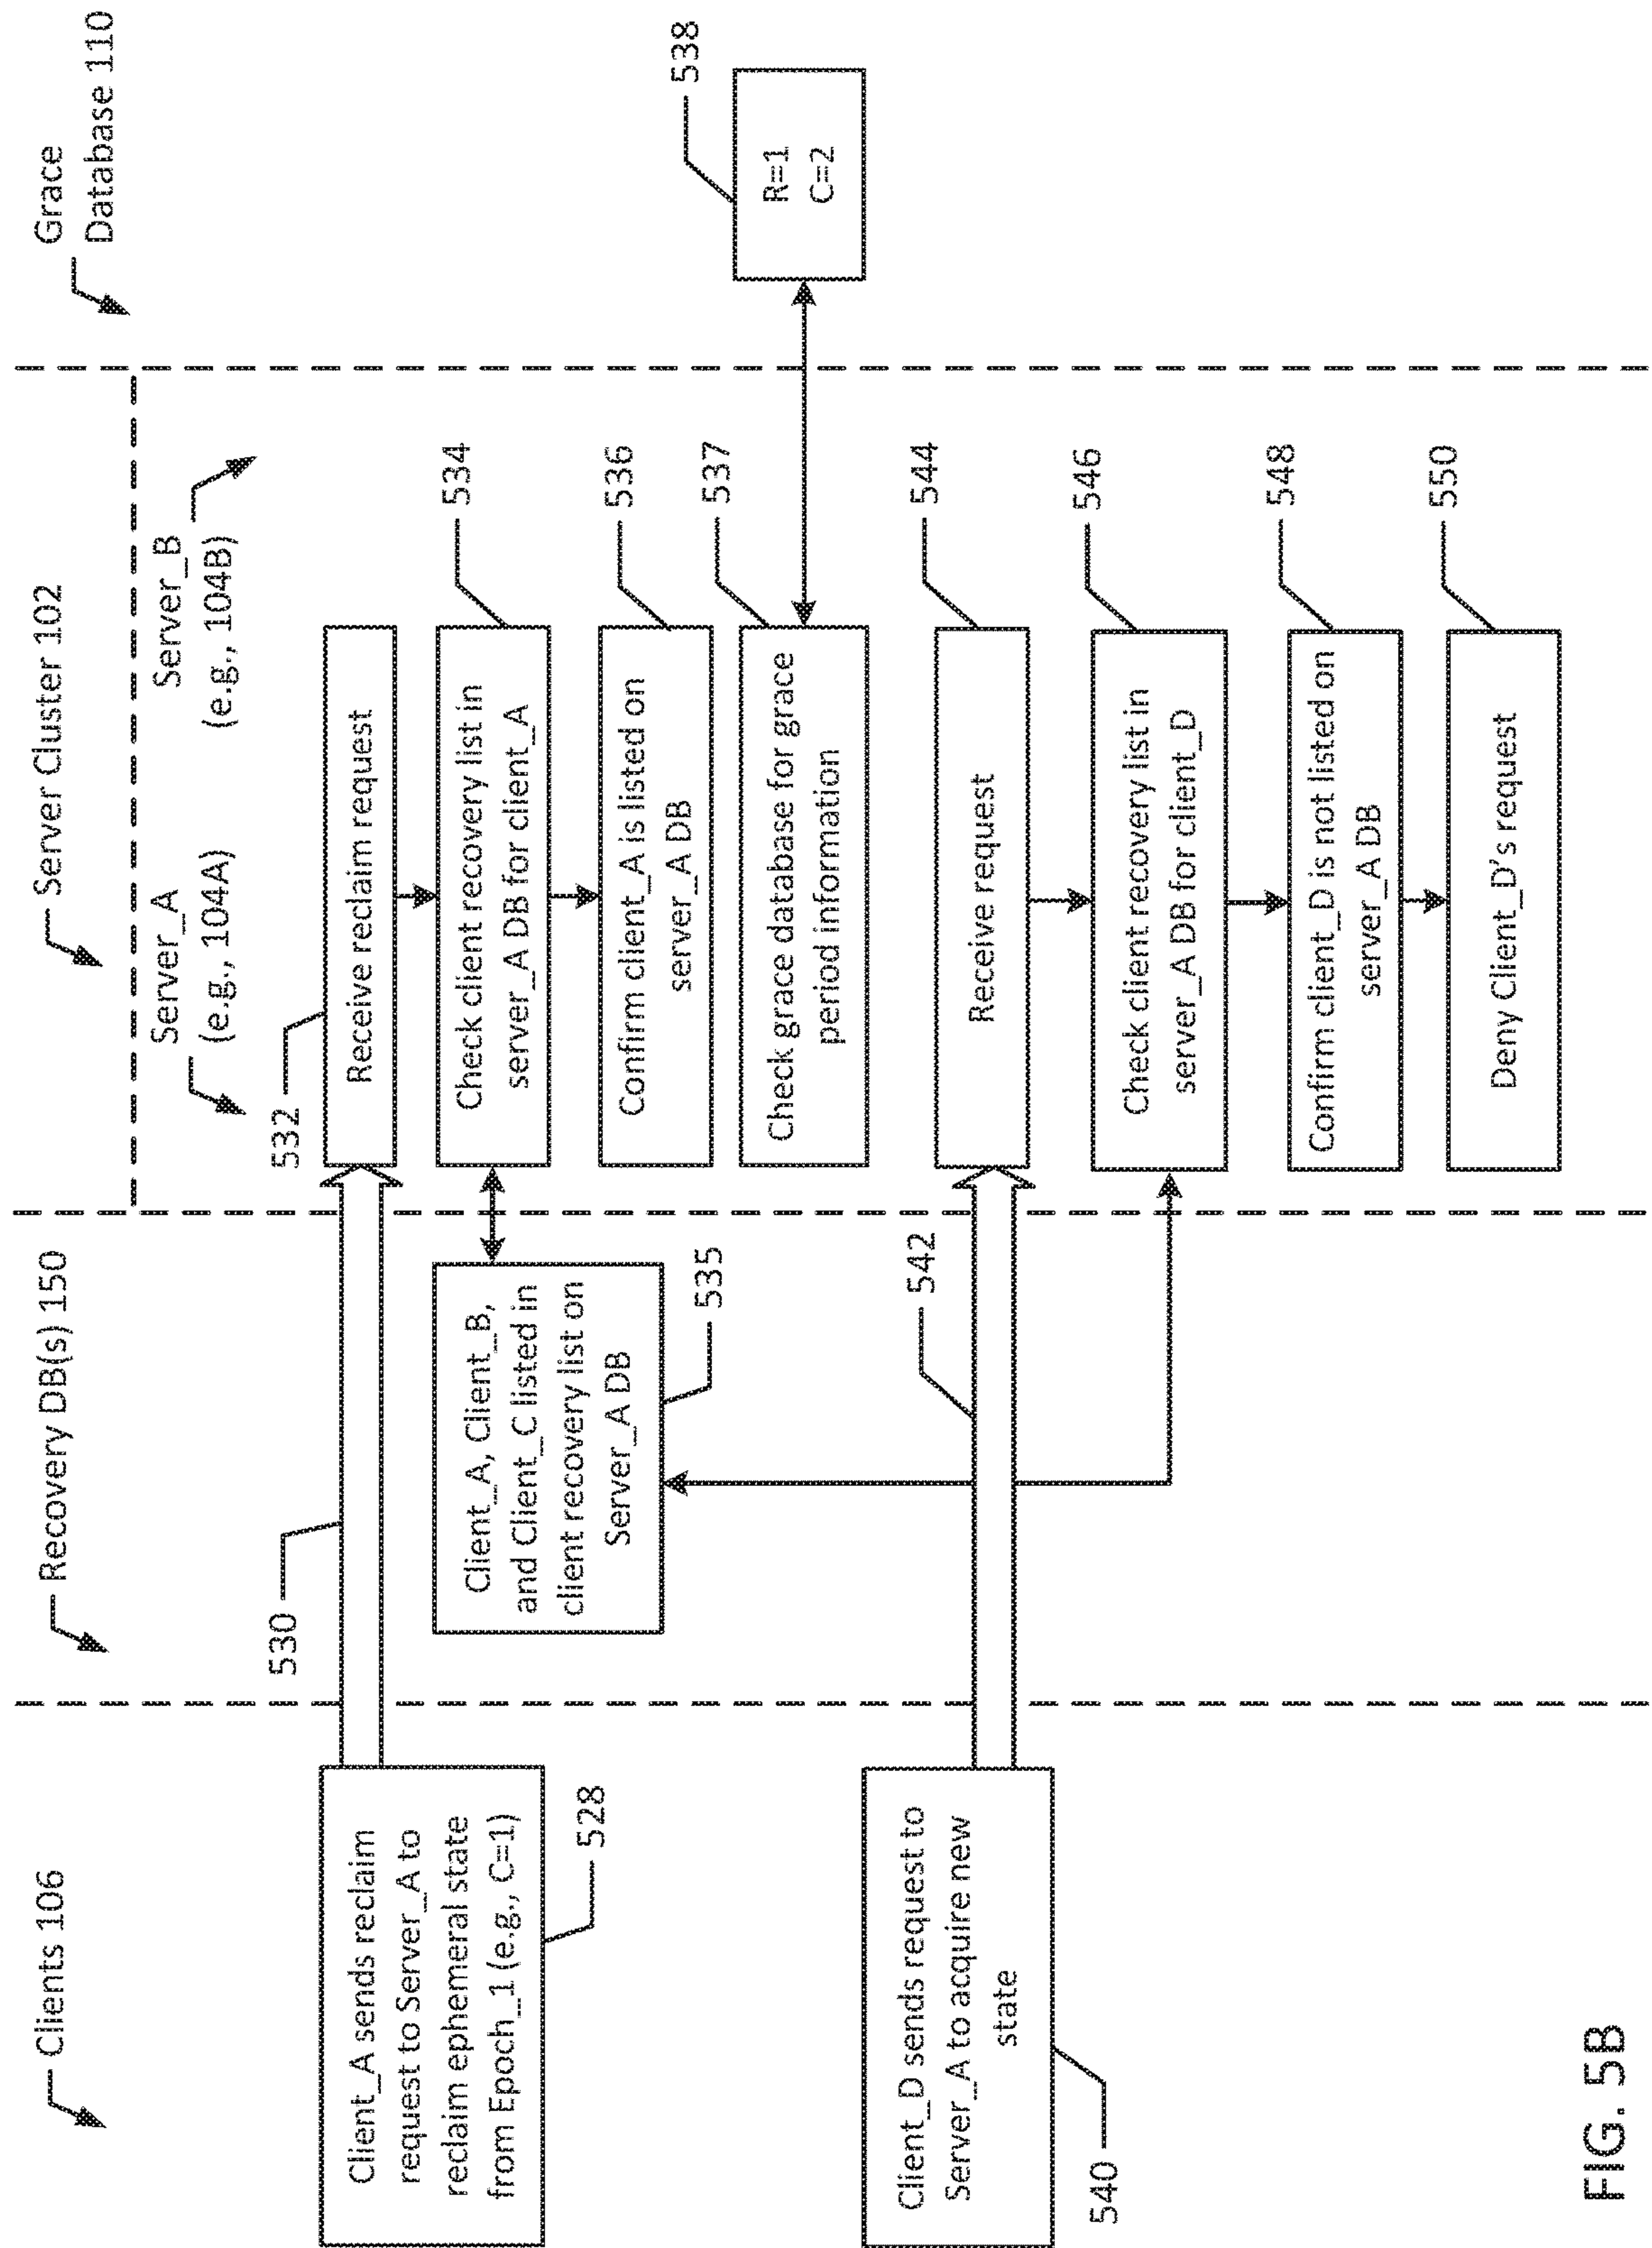 Clients 106
Recovery DB(s) 150
Server Cluster 102
Grace
Database 110
Server_A
(e.g., 104A)
Server_B
(e.g., 104B)
Client_A sends reclaim
request to Server_A to
reclaim ephemeral state
from Epoch_1 (e.g., C=1)
528
530
532
Receive reclaim request
Check client recovery list in
server_A DB for client_A
534
Client_A, Client_B,
and Client_C listed in
client recovery list on
Server_A DB
535
Confirm client_A is listed on
server_A DB
536
Check grace database for grace
period information
537
R=1
C=2
538
Client_D sends request to
Server_A to acquire new
state
540
542
Receive request
544
Check client recovery list in
server_A DB for client_D
546
Confirm client_D is not listed on
server_A DB
548
Deny Client_D's request
550
FIG. 5B